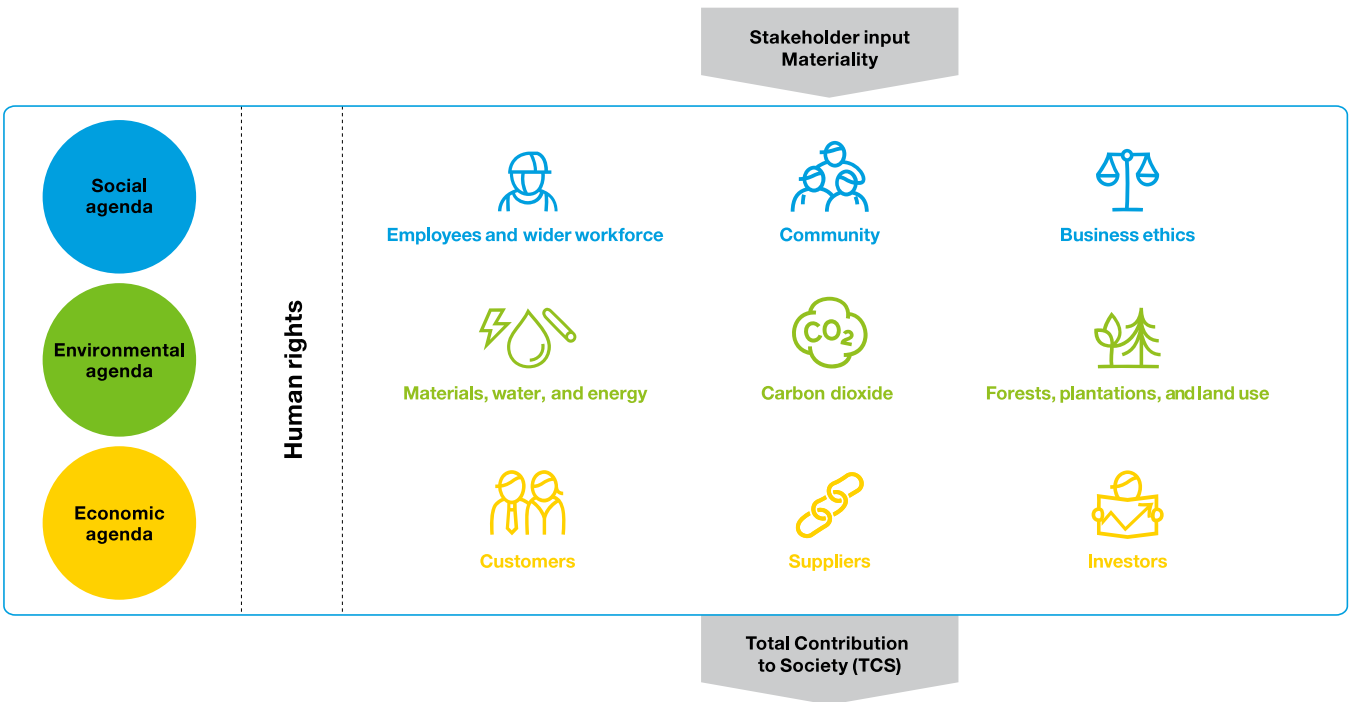 Stakeholder input
Materiality
Social
agenda
Employees and wider workforce
Community
Business ethics
Human rights
Environmental
agenda
CO2
Materials, water, and energy
Carbon dioxide
Forests, plantations, and land use
Economic
agenda
Customers
Suppliers
Investors
Total Contribution
to Society (TCS)